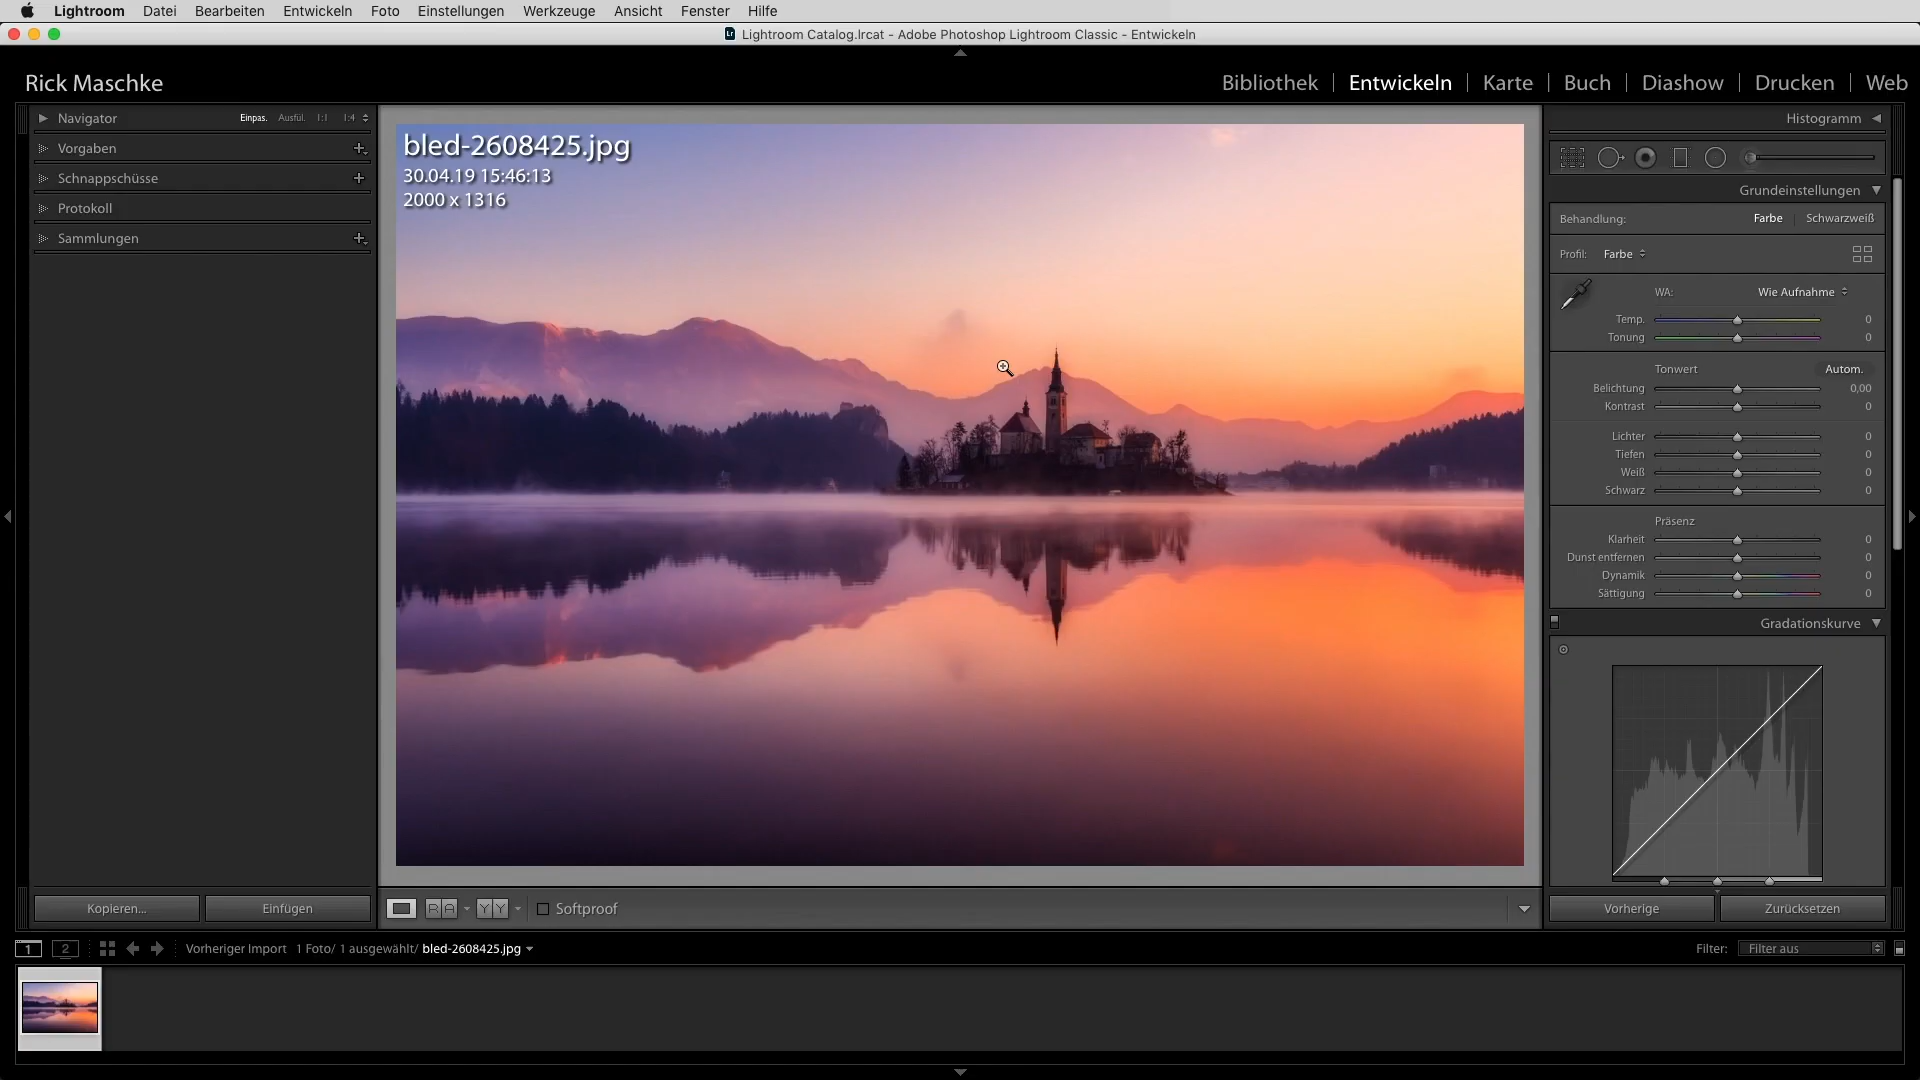 Lightroom Datei Bearbeiten Entwickeln Foto Einstellungen Werkzeuge Ansicht Fenster Hilfe
Lightroom Catalog.lrcat - Adobe Photoshop Lightroom Classic - Entwickeln
Rick Maschke
Bibliothek Entwickeln Karte Buch Diashow Drucken Web
Navigator Einpas. Ausfül. 1:1 1:4
Vorgaben
Schnappschüsse
Protokoll
Sammlungen
bled-2608425.jpg
30.04.19 15:46:13
2000 x 1316
Histogramm
Grundeinstellungen
Behandlung: Farbe Schwarzweiß
Profil: Farbe
WA: Wie Aufnahme
Temp. 0
Tonung 0
Tonwert Autom.
Belichtung 0,00
Kontrast 0
Lichter 0
Tiefen 0
Weiß 0
Schwarz 0
Präsenz
Klarheit 0
Dunst entfernen 0
Dynamik 0
Sättigung 0
Gradationskurve
Kopieren... Einfügen
R A Y Y Softproof
Vorherige Zurücksetzen
1 2 Vorheriger Import 1 Foto/ 1 ausgewählt/ bled-2608425.jpg
Filter: Filter aus